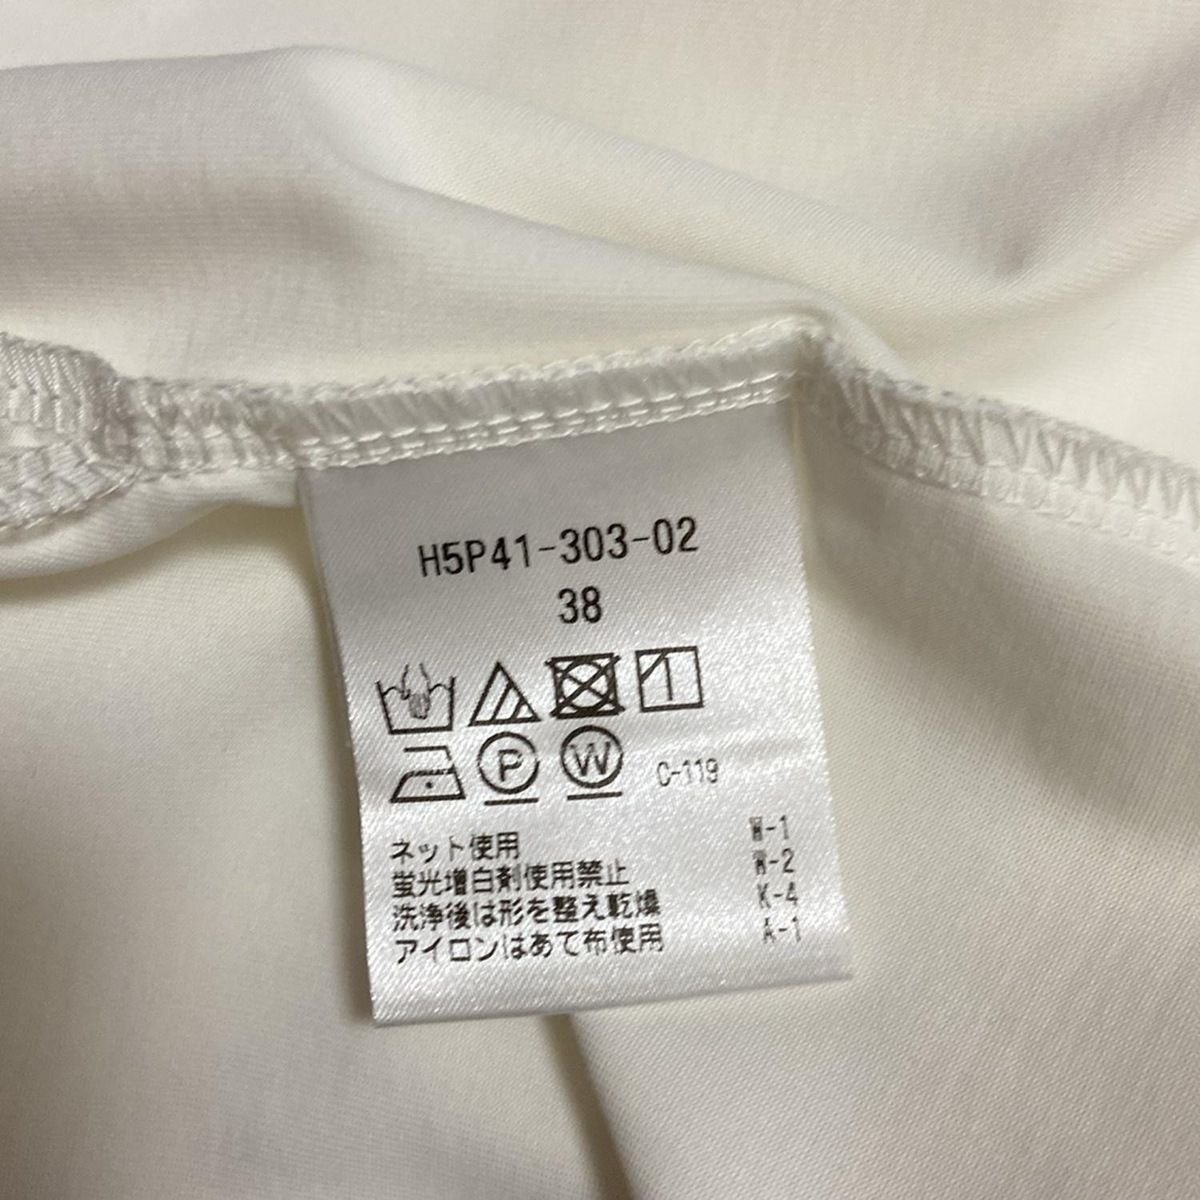 H5P41-303-02
38
P W C-119
ネット使用 W-1
蛍光増白剤使用禁止 W-2
洗浄後は形を整え乾燥 K-4
アイロンはあて布使用 A-1